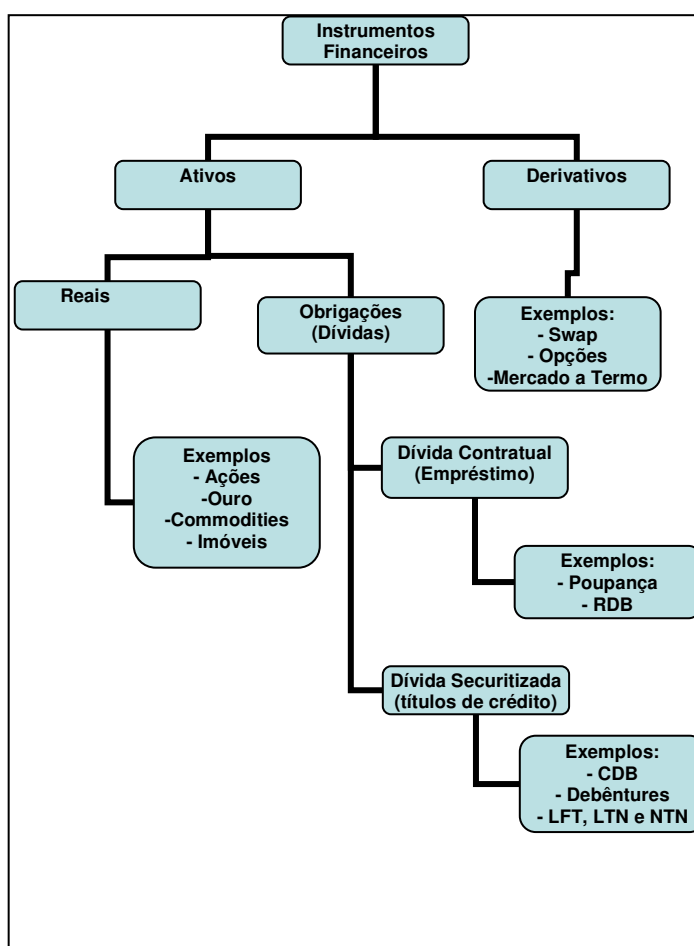 Instrumentos
Financeiros
Ativos
Derivativos
Reais
Obrigações
(Dívidas)
Exemplos:
- Swap
- Opções
-Mercado a Termo
Exemplos
- Ações
-Ouro
-Commodities
- Imóveis
Dívida Contratual
(Empréstimo)
Exemplos:
- Poupança
- RDB
Dívida Securitizada
(títulos de crédito)
Exemplos:
- CDB
- Debêntures
- LFT, LTN e NTN